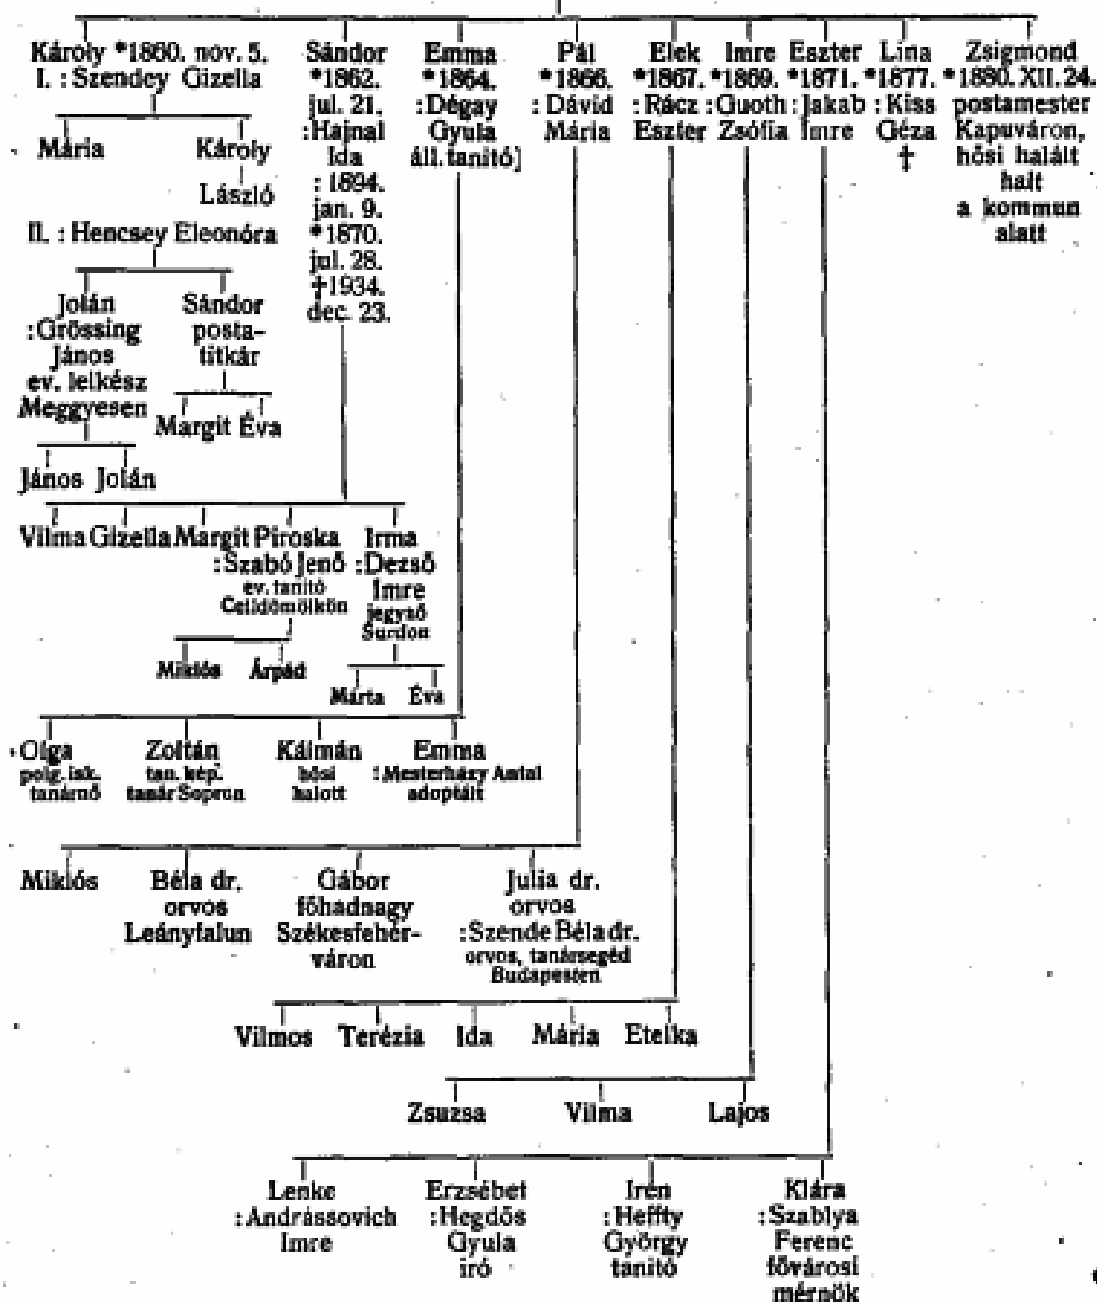 Károly *1860. nov. 5.
I. : Szendey Gizella
Mária
Károly
László
II. : Hencsey Eleonóra
Jolán
: Grössing
János
ev. lelkész
Meggyesen
János Jolán
Sándor
posta-
titkár
Margit Éva
Sándor
*1862.
jul. 21.
: Hajnal
Ida
: 1894.
jan. 9.
*1870.
jul. 28.
†1934.
dec. 23.
Vilma Gizella Margit Piroska
: Szabó Jenő
ev. tanító
Celldömölkön
Miklós Árpád
Irma
: Dezső
Imre
jegyző
Surdon
Márta Éva
Emma
*1864.
: Dégay
Gyula
áll. tanító]
Olga
polg. isk.
tanárnő
Zoltán
tan. kép.
tanár Sopron
Kálmán
hősi
halott
Emma
: Mesterházy Antal
adoptált
Pál
*1866.
: Dávid
Mária
Miklós
Béla dr.
orvos
Leányfalun
Gábor
főhadnagy
Székesfehér-
váron
Julia dr.
orvos
: Szende Béla dr.
orvos, tanársegéd
Budapesten
Elek
*1867.
: Rácz
Eszter
Vilmos Terézia Ida Mária Etelka
Imre
*1869.
: Guoth
Zsófia
Zsuzsa Vilma Lajos
Eszter
*1871.
: Jakab
Imre
Lenke
: Andrássovich
Imre
Erzsébet
: Hegdős
Gyula
író
Irén
: Heffty
György
tanító
Klára
: Szablya
Ferenc
fővárosi
mérnök
Lina
*1877.
: Kiss
Géza
†
Zsigmond
*1880. XII. 24.
postamester
Kapuváron,
hősi halált
halt
a kommun
alatt